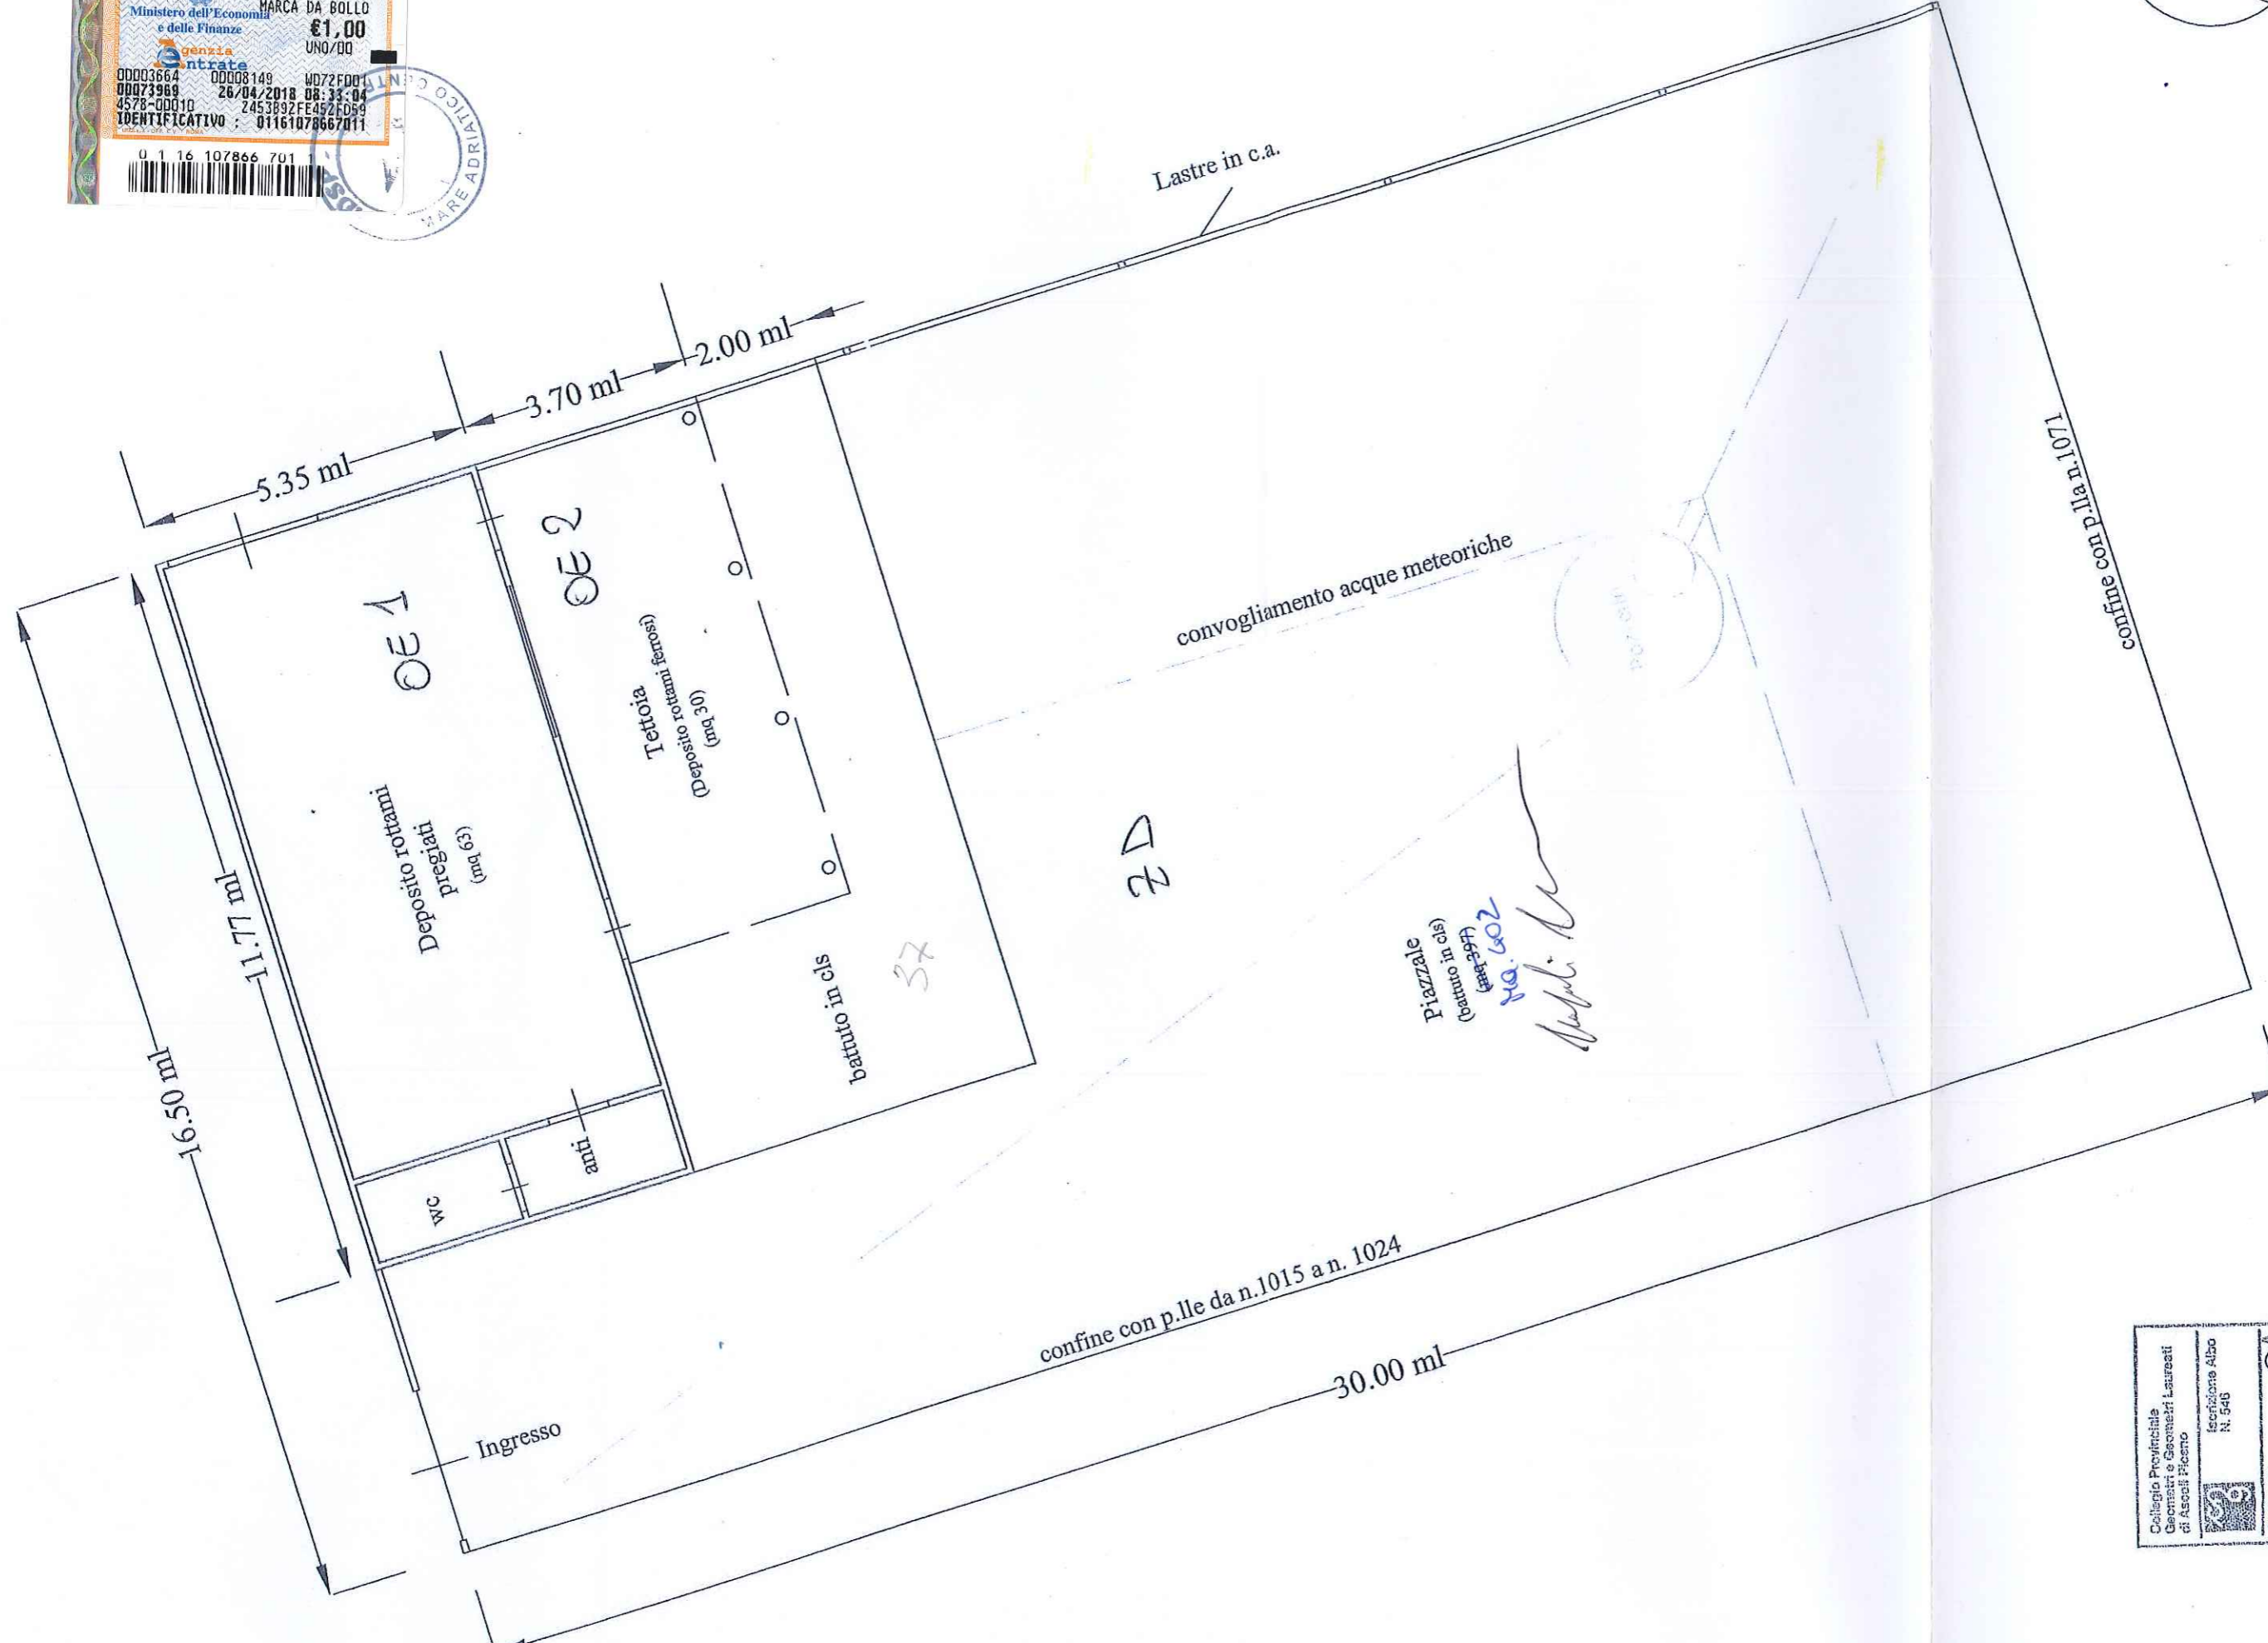 Ministero dell'Economia
e delle Finanze
MARCA DA BOLLO
€1,00
UNO/00
Agenzia
Entrate
00003664 00008149 WD72F001
00073969 26/04/2018 08:33:04
4578-00010 2453B92FE452FD59
IDENTIFICATIVO : 01161078667011
0 1 16 107866 701 1
MARE ADRIATICO CENTR
Lastre in c.a.
2.00 ml
3.70 ml
5.35 ml
16.50 ml
11.77 ml
OE 1
Deposito rottami
pregiati
(mq 63)
OE 2
Tettoia
(Deposito rottami ferrosi)
(mq 30)
wc
anti
battuto in cls
37
ZD
convogliamento acque meteoriche
Piazzale
(battuto in cls)
(mq 397)
MQ. 402
confine con p.lla n.1071
confine con p.lle da n.1015 a n. 1024
30.00 ml
Ingresso
Collegio Provinciale
Geometri e Geometri Laureati
di Ascoli Piceno
Iscrizione Albo
N. 546